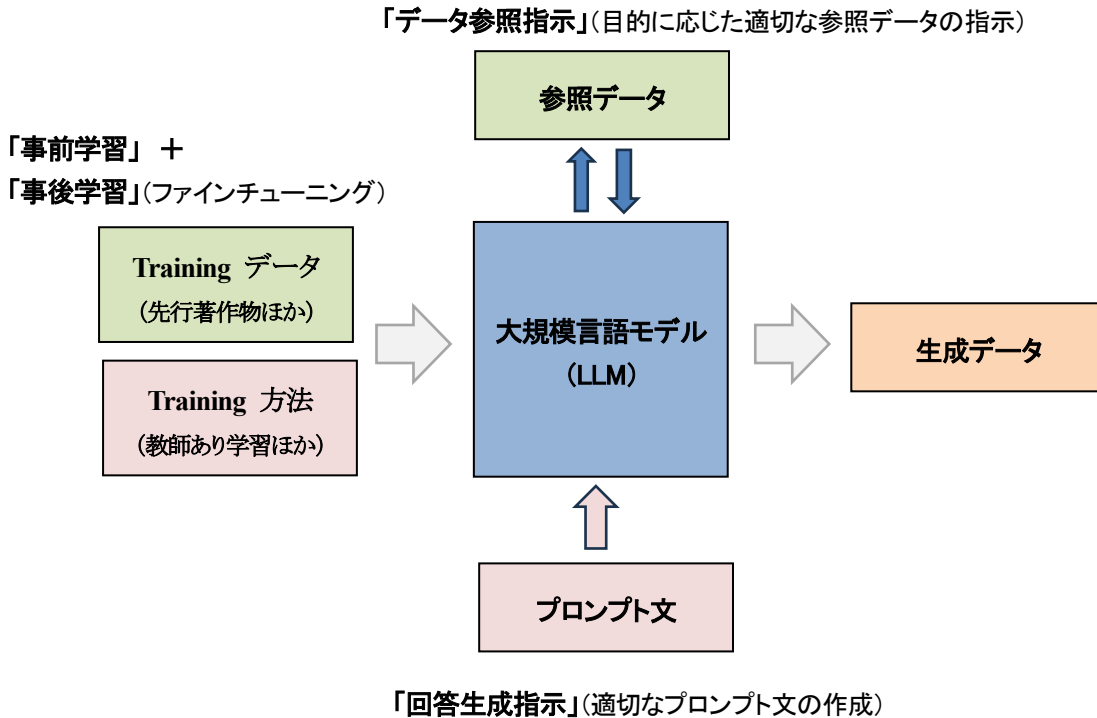 「データ参照指示」(目的に応じた適切な参照データの指示)
参照データ
「事前学習」 +
「事後学習」(ファインチューニング)
Training データ
(先行著作物ほか)
Training 方法
(教師あり学習ほか)
大規模言語モデル
(LLM)
生成データ
プロンプト文
「回答生成指示」(適切なプロンプト文の作成)